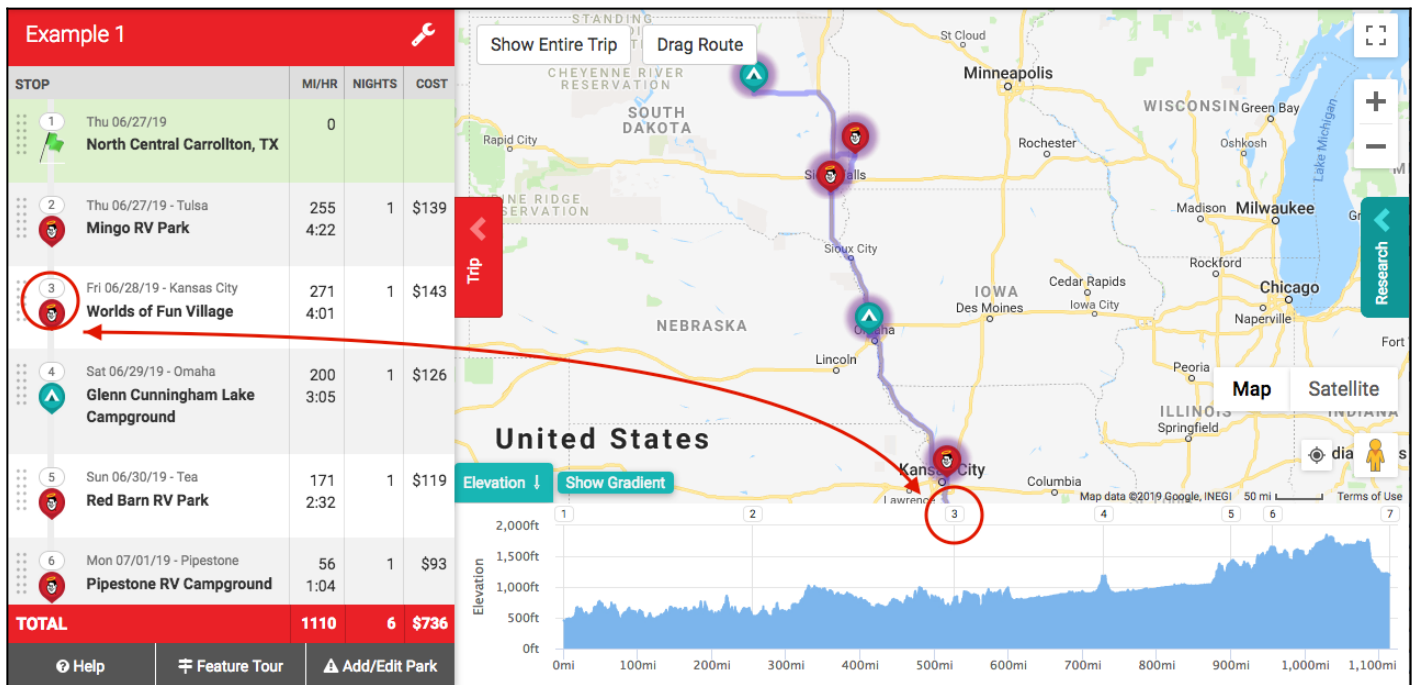 Example 1
STOP MI/HR NIGHTS COST
1 Thu 06/27/19 0
North Central Carrollton, TX
2 Thu 06/27/19 - Tulsa 255 1 $139
Mingo RV Park 4:22
3 Fri 06/28/19 - Kansas City 271 1 $143
Worlds of Fun Village 4:01
4 Sat 06/29/19 - Omaha 200 1 $126
Glenn Cunningham Lake 3:05
Campground
5 Sun 06/30/19 - Tea 171 1 $119
Red Barn RV Park 2:32
6 Mon 07/01/19 - Pipestone 56 1 $93
Pipestone RV Campground 1:04
TOTAL 1110 6 $736
Help
Feature Tour
Add/Edit Park
Show Entire Trip
Drag Route
Trip
Research
STANDING
CHEYENNE RIVER
RESERVATION
SOUTH
DAKOTA
Rapid City
St Cloud
Minneapolis
Rochester
WISCONSIN
Green Bay
Oshkosh
Lake Michigan
Madison
Milwaukee
Rockford
Chicago
Naperville
Sioux City
IOWA
Des Moines
Cedar Rapids
Iowa City
NEBRASKA
Lincoln
Omaha
Peoria
ILLINOIS
Springfield
INDIANA
Fort
United States
Kansas City
Lawrence
Columbia
Map
Satellite
Map data ©2019 Google, INEGI
50 mi
Terms of Use
Elevation
Show Gradient
1 2 3 4 5 6 7
Elevation
2,000ft
1,500ft
1,000ft
500ft
0ft
0mi 100mi 200mi 300mi 400mi 500mi 600mi 700mi 800mi 900mi 1,000mi 1,100mi